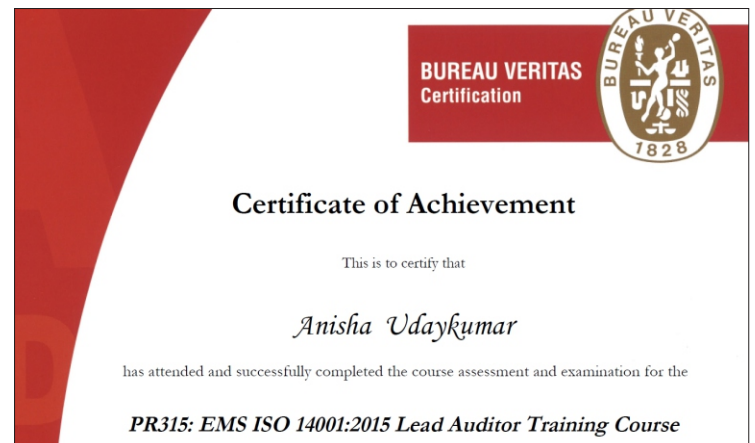 BUREAU VERITAS
Certification
BUREAU VERITAS
1828
Certificate of Achievement
This is to certify that
Anisha Udaykumar
has attended and successfully completed the course assessment and examination for the
PR315: EMS ISO 14001:2015 Lead Auditor Training Course